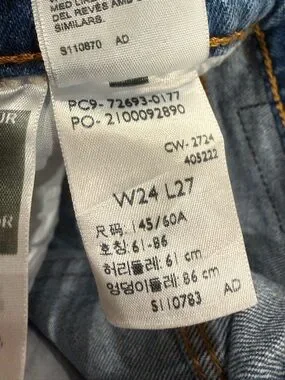 DEL REVÉS
SIMILARS.
S110870 AD
PC9- 72693-0177
PO- 2100092890
CW- 2724
405222
W24 L27
尺码: 145/60A
호칭: 61-86
허리둘레: 61 cm
엉덩이둘레: 86 cm
S110783 AD
UR
OR